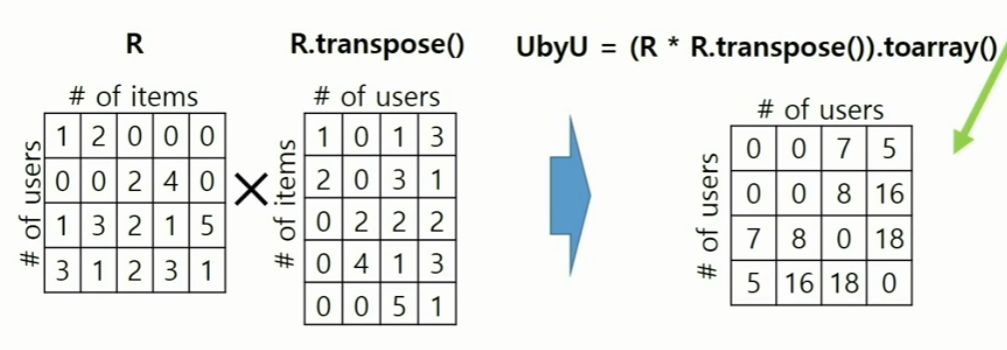 R
R.transpose()
UbyU = (R * R.transpose()).toarray()
# of items
# of users
1 2 0 0 0
0 0 2 4 0
1 3 2 1 5
3 1 2 3 1
×
# of users
# of items
1 0 1 3
2 0 3 1
0 2 2 2
0 4 1 3
0 0 5 1
# of users
# of users
0 0 7 5
0 0 8 16
7 8 0 18
5 16 18 0